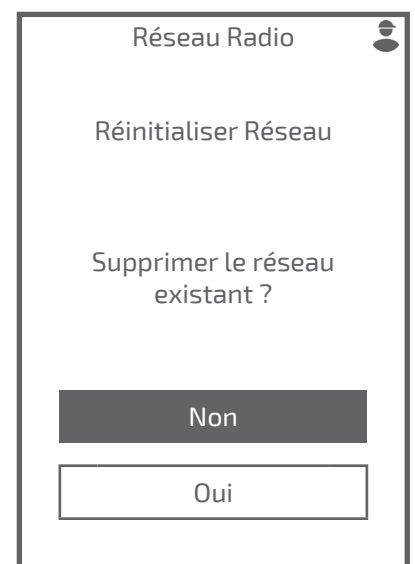 Réseau Radio
Réinitialiser Réseau
Supprimer le réseau
existant ?
Non
Oui